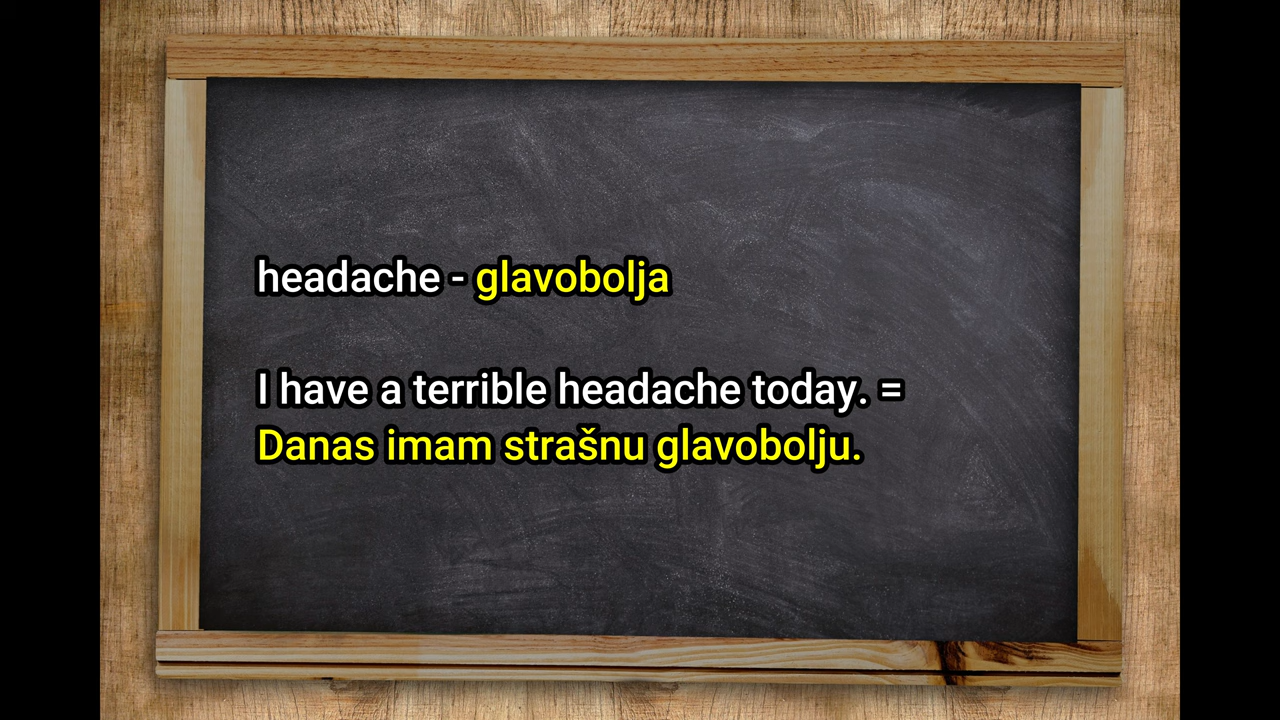 headache - glavobolja
I have a terrible headache today. =
Danas imam strašnu glavobolju.